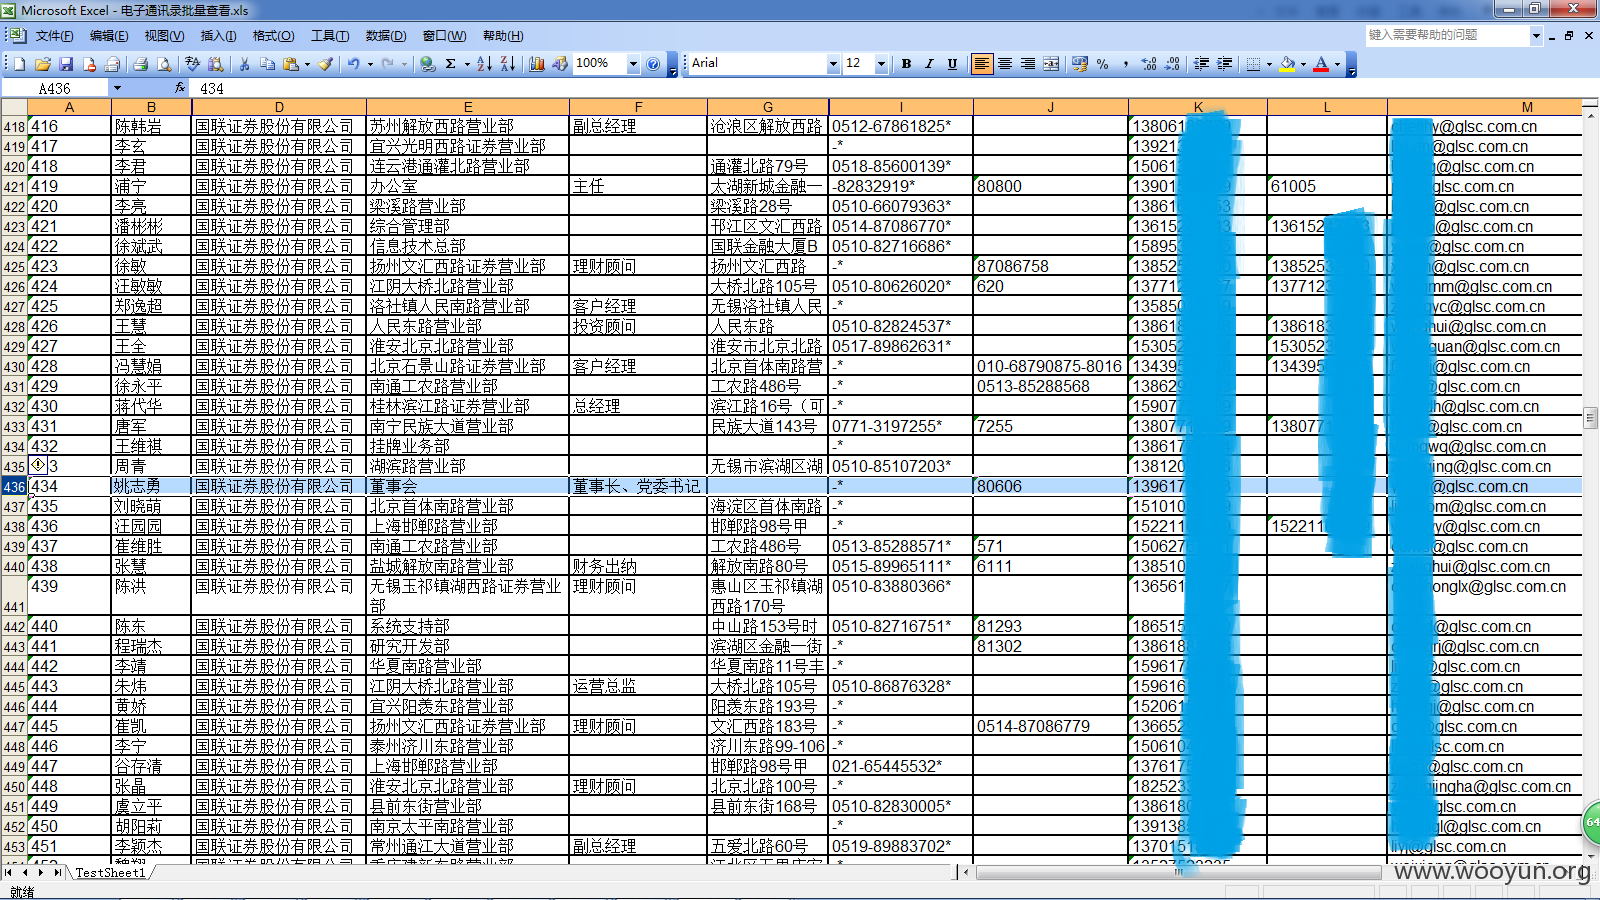 Microsoft Excel - 电子通讯录批量查看.xls
文件(F) 编辑(E) 视图(V) 插入(I) 格式(O) 工具(T) 数据(D) 窗口(W) 帮助(H) 键入需要帮助的问题
100% Arial 12 B I U
A436 fx 434
A B D E F G I J K L M
418 416 陈韩岩 国联证券股份有限公司 苏州解放西路营业部 副总经理 沧浪区解放西路 0512-67861825* 13806 @glsc.com.cn
419 417 李玄 国联证券股份有限公司 宜兴光明西路证券营业部 -* 13921 @glsc.com.cn
420 418 李君 国联证券股份有限公司 连云港通灌北路营业部 通灌北路79号 0518-85600139* 15061 @glsc.com.cn
421 419 浦宁 国联证券股份有限公司 办公室 主任 太湖新城金融一 -82832919* 80800 13901 61005 glsc.com.cn
422 420 李亮 国联证券股份有限公司 梁溪路营业部 梁溪路28号 0510-66079363* 13861 @glsc.com.cn
423 421 潘彬彬 国联证券股份有限公司 综合管理部 邗江区文汇西路 0514-87086770* 13615 13615 @glsc.com.cn
424 422 徐斌武 国联证券股份有限公司 信息技术总部 国联金融大厦B 0510-82716686* 15895 @glsc.com.cn
425 423 徐敏 国联证券股份有限公司 扬州文汇西路证券营业部 理财顾问 扬州文汇西路 -* 87086758 13852 1385253 @glsc.com.cn
426 424 汪敏敏 国联证券股份有限公司 江阴大桥北路营业部 大桥北路105号 0510-80626020* 620 13771 1377123 mm@glsc.com.cn
427 425 郑逸超 国联证券股份有限公司 洛社镇人民南路营业部 客户经理 无锡洛社镇人民 -* 13585 yc@glsc.com.cn
428 426 王慧 国联证券股份有限公司 人民东路营业部 投资顾问 人民东路 0510-82824537* 13861 1386183 hui@glsc.com.cn
429 427 王全 国联证券股份有限公司 淮安北京北路营业部 淮安市北京北路 0517-89862631* 15305 1530523 quan@glsc.com.cn
430 428 冯慧娟 国联证券股份有限公司 北京石景山路证券营业部 客户经理 北京首体南路营 -* 010-68790875-8016 13439 134395 @glsc.com.cn
431 429 徐永平 国联证券股份有限公司 南通工农路营业部 工农路486号 -* 0513-85288568 13862 @glsc.com.cn
432 430 蒋代华 国联证券股份有限公司 桂林滨江路证券营业部 总经理 滨江路16号（可 -* 15907 h@glsc.com.cn
433 431 唐军 国联证券股份有限公司 南宁民族大道营业部 民族大道143号 0771-3197255* 7255 13807 138077 @glsc.com.cn
434 432 王维祺 国联证券股份有限公司 挂牌业务部 -* 13861 wq@glsc.com.cn
435 3 周青 国联证券股份有限公司 湖滨路营业部 无锡市滨湖区湖 0510-85107203* 13812 ing@glsc.com.cn
436 434 姚志勇 国联证券股份有限公司 董事会 董事长、党委书记 -* 80606 13961 @glsc.com.cn
437 435 刘晓萌 国联证券股份有限公司 北京首体南路营业部 海淀区首体南路 -* 15101 om@glsc.com.cn
438 436 汪园园 国联证券股份有限公司 上海邯郸路营业部 邯郸路98号甲 -* 15221 15221 y@glsc.com.cn
439 437 崔维胜 国联证券股份有限公司 南通工农路营业部 工农路486号 0513-85288571* 571 15062 @glsc.com.cn
440 438 张慧 国联证券股份有限公司 盐城解放南路营业部 财务出纳 解放南路80号 0515-89965111* 6111 13851 hui@glsc.com.cn
441 439 陈洪 国联证券股份有限公司 无锡玉祁镇湖西路证券营业 理财顾问 惠山区玉祁镇湖 0510-83880366* 13656 honglx@glsc.com.cn
部 西路170号
442 440 陈东 国联证券股份有限公司 系统支持部 中山路153号时 0510-82716751* 81293 18651 @glsc.com.cn
443 441 程瑞杰 国联证券股份有限公司 研究开发部 滨湖区金融一街 -* 81302 13861 rj@glsc.com.cn
444 442 李靖 国联证券股份有限公司 华夏南路营业部 华夏南路11号丰 -* 15961 @glsc.com.cn
445 443 朱炜 国联证券股份有限公司 江阴大桥北路营业部 运营总监 大桥北路105号 0510-86876328* 15961 @glsc.com.cn
446 444 黄娇 国联证券股份有限公司 宜兴阳羡东路营业部 阳羡东路193号 -* 15206 @glsc.com.cn
447 445 崔凯 国联证券股份有限公司 扬州文汇西路证券营业部 理财顾问 文汇西路183号 -* 0514-87086779 13665 @glsc.com.cn
448 446 李宁 国联证券股份有限公司 泰州济川东路营业部 济川东路99-106 -* 15061 lsc.com.cn
449 447 谷存清 国联证券股份有限公司 上海邯郸路营业部 邯郸路98号甲 021-65445532* 13761 @glsc.com.cn
450 448 张晶 国联证券股份有限公司 淮安北京北路营业部 理财顾问 北京北路100号 -* 18252 jingha@glsc.com.cn
451 449 虞立平 国联证券股份有限公司 县前东街营业部 县前东街168号 0510-82830005* 13861 glsc.com.cn
452 450 胡阳莉 国联证券股份有限公司 南京太平南路营业部 -* 13913 gl@glsc.com.cn
453 451 李颖杰 国联证券股份有限公司 常州通江大道营业部 副总经理 五爱北路60号 0519-89883702* 13701 @glsc.com.cn
TestSheet1
就绪
64
www.wooyun.org